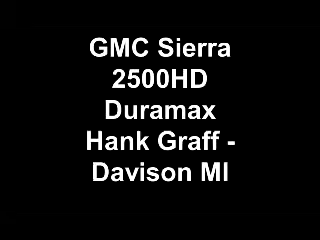 GMC Sierra
2500HD
Duramax
Hank Graff -
Davison MI